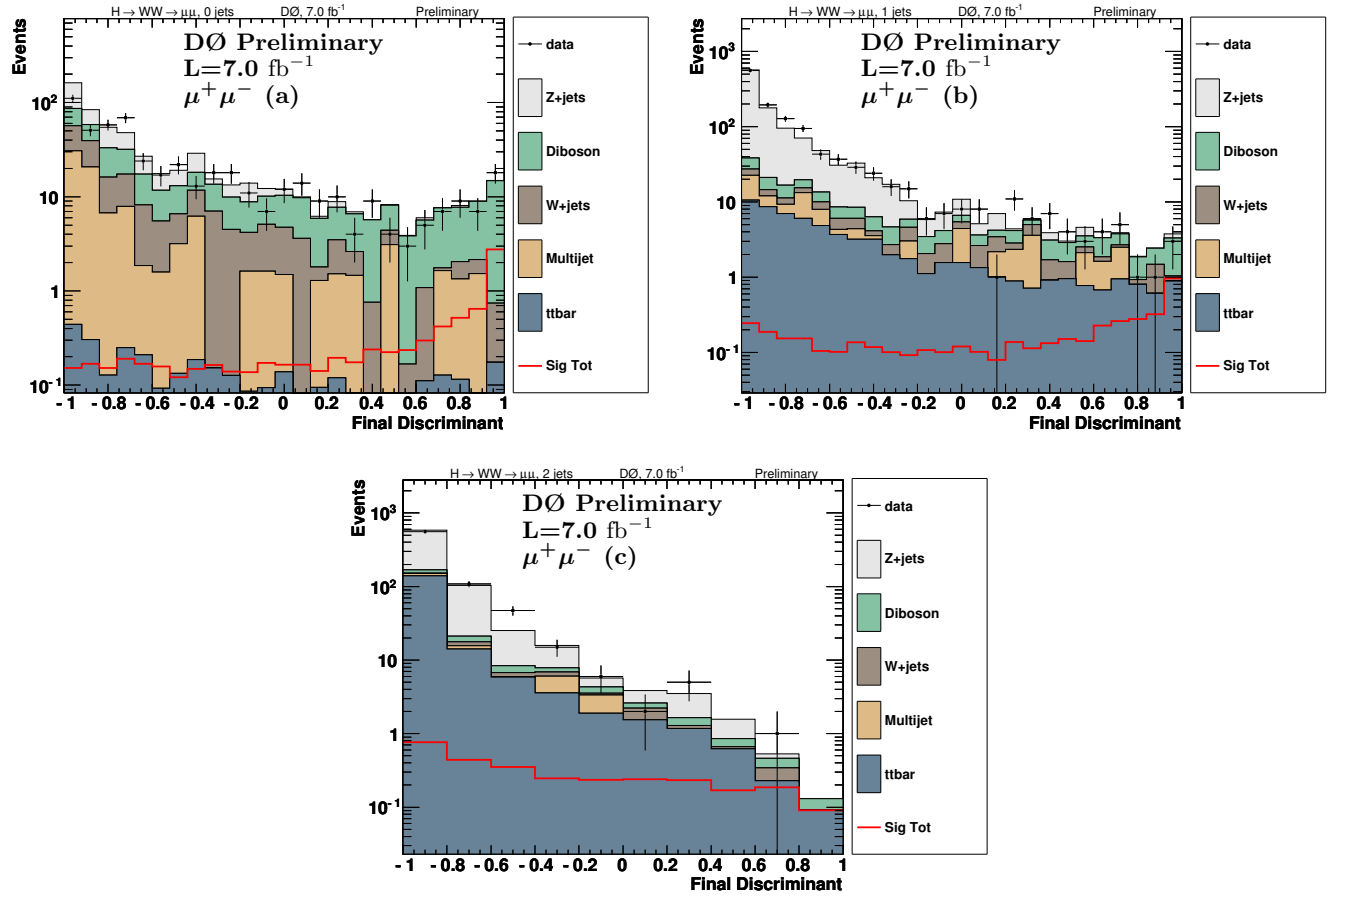 H → WW → μμ, 0 jets DØ, 7.0 fb⁻¹ Preliminary
DØ Preliminary
L=7.0 fb⁻¹
μ⁺μ⁻ (a)
Events
10²
10
1
10⁻¹
-1 -0.8 -0.6 -0.4 -0.2 0 0.2 0.4 0.6 0.8 1
Final Discriminant
data
Z+jets
Diboson
W+jets
Multijet
ttbar
Sig Tot
H → WW → μμ, 1 jets DØ, 7.0 fb⁻¹ Preliminary
DØ Preliminary
L=7.0 fb⁻¹
μ⁺μ⁻ (b)
Events
10³
10²
10
1
10⁻¹
-1 -0.8 -0.6 -0.4 -0.2 0 0.2 0.4 0.6 0.8 1
Final Discriminant
data
Z+jets
Diboson
W+jets
Multijet
ttbar
Sig Tot
H → WW → μμ, 2 jets DØ, 7.0 fb⁻¹ Preliminary
DØ Preliminary
L=7.0 fb⁻¹
μ⁺μ⁻ (c)
Events
10³
10²
10
1
10⁻¹
-1 -0.8 -0.6 -0.4 -0.2 0 0.2 0.4 0.6 0.8 1
Final Discriminant
data
Z+jets
Diboson
W+jets
Multijet
ttbar
Sig Tot